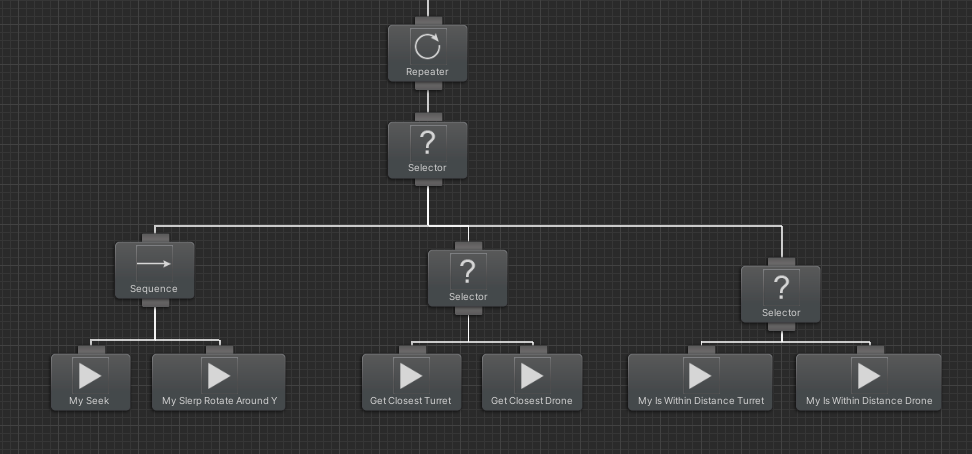 Repeater
?
Selector
Sequence
?
Selector
?
Selector
My Seek
My Slerp Rotate Around Y
Get Closest Turret
Get Closest Drone
My Is Within Distance Turret
My Is Within Distance Drone